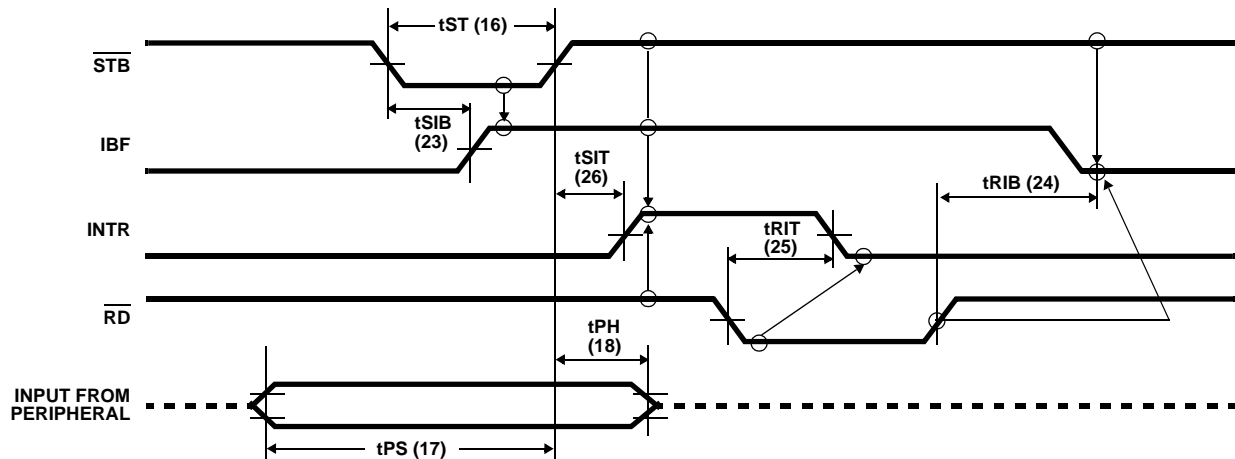 tST (16)
STB
tSIB
(23)
IBF
tSIT
(26)
tRIB (24)
INTR
tRIT
(25)
RD
tPH
(18)
INPUT FROM
PERIPHERAL
tPS (17)